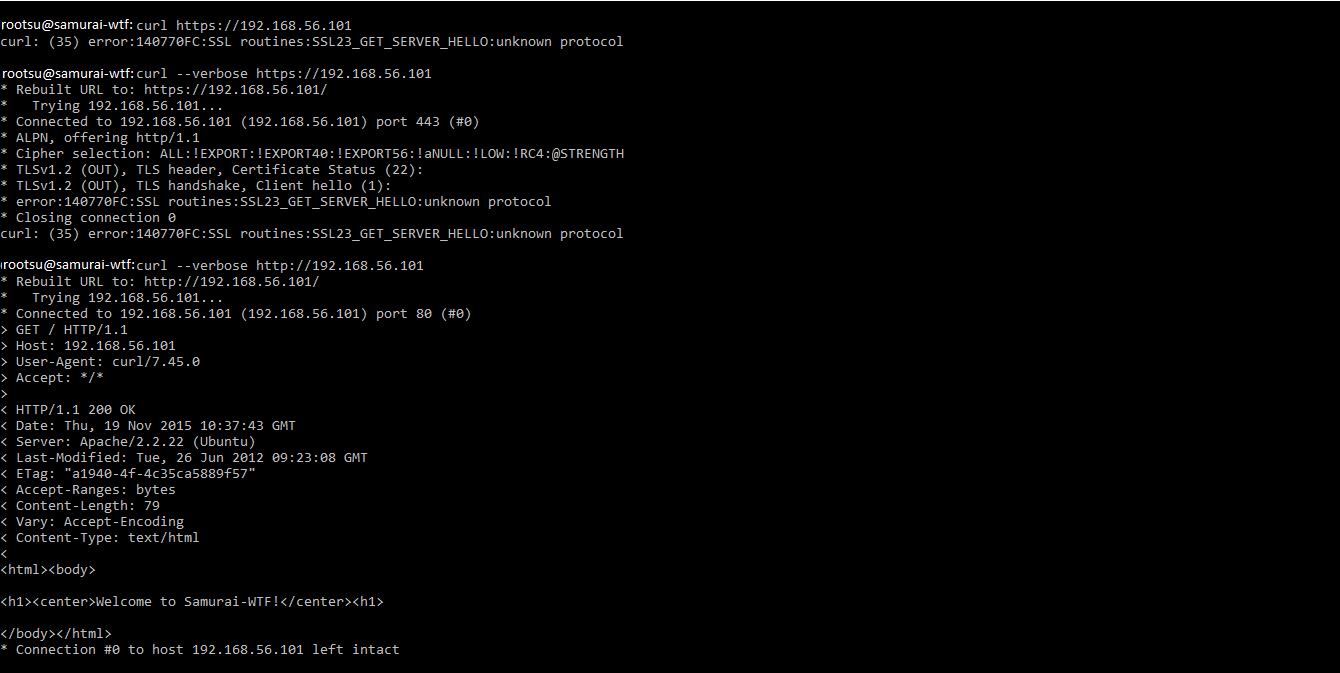 rootsu@samurai-wtf:curl https://192.168.56.101
curl: (35) error:140770FC:SSL routines:SSL23_GET_SERVER_HELLO:unknown protocol
rootsu@samurai-wtf:curl --verbose https://192.168.56.101
* Rebuilt URL to: https://192.168.56.101/
*   Trying 192.168.56.101...
* Connected to 192.168.56.101 (192.168.56.101) port 443 (#0)
* ALPN, offering http/1.1
* Cipher selection: ALL:!EXPORT:!EXPORT40:!EXPORT56:!aNULL:!LOW:!RC4:@STRENGTH
* TLSv1.2 (OUT), TLS header, Certificate Status (22):
* TLSv1.2 (OUT), TLS handshake, Client hello (1):
* error:140770FC:SSL routines:SSL23_GET_SERVER_HELLO:unknown protocol
* Closing connection 0
curl: (35) error:140770FC:SSL routines:SSL23_GET_SERVER_HELLO:unknown protocol
rootsu@samurai-wtf:curl --verbose http://192.168.56.101
* Rebuilt URL to: http://192.168.56.101/
*   Trying 192.168.56.101...
* Connected to 192.168.56.101 (192.168.56.101) port 80 (#0)
> GET / HTTP/1.1
> Host: 192.168.56.101
> User-Agent: curl/7.45.0
> Accept: */*
>
< HTTP/1.1 200 OK
< Date: Thu, 19 Nov 2015 10:37:43 GMT
< Server: Apache/2.2.22 (Ubuntu)
< Last-Modified: Tue, 26 Jun 2012 09:23:08 GMT
< ETag: "a1940-4f-4c35ca5889f57"
< Accept-Ranges: bytes
< Content-Length: 79
< Vary: Accept-Encoding
< Content-Type: text/html
<
<html><body>
<h1><center>Welcome to Samurai-WTF!</center><h1>
</body></html>
* Connection #0 to host 192.168.56.101 left intact